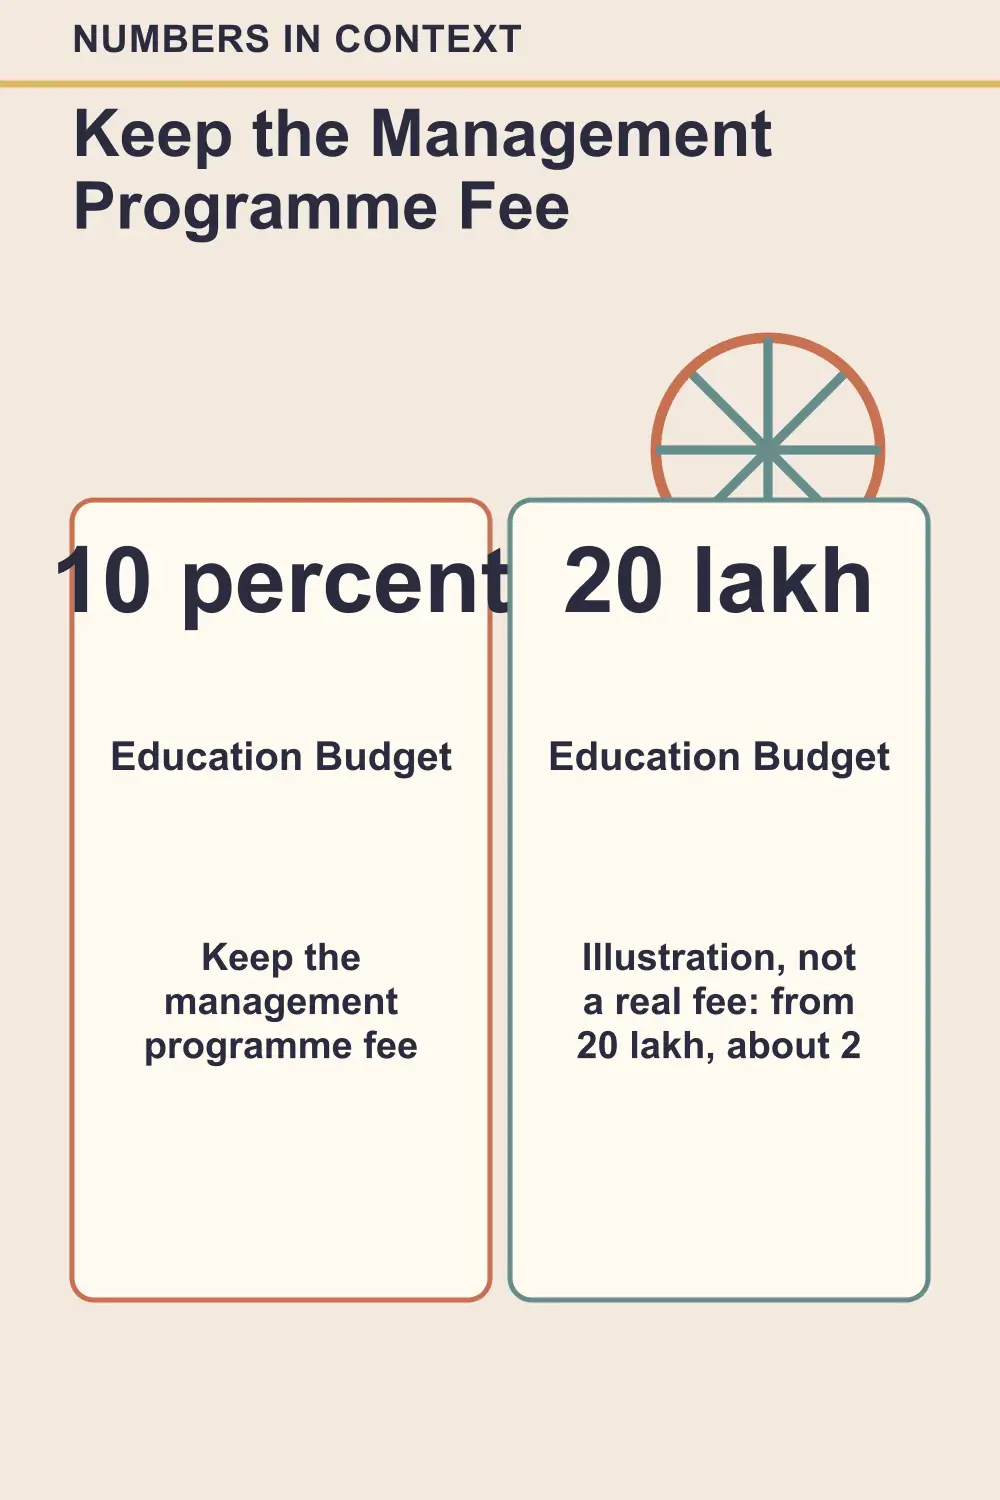 NUMBERS IN CONTEXT
Keep the Management
Programme Fee
10 percent
Education Budget
Keep the
management
programme fee
20 lakh
Education Budget
Illustration, not
a real fee: from
20 lakh, about 2